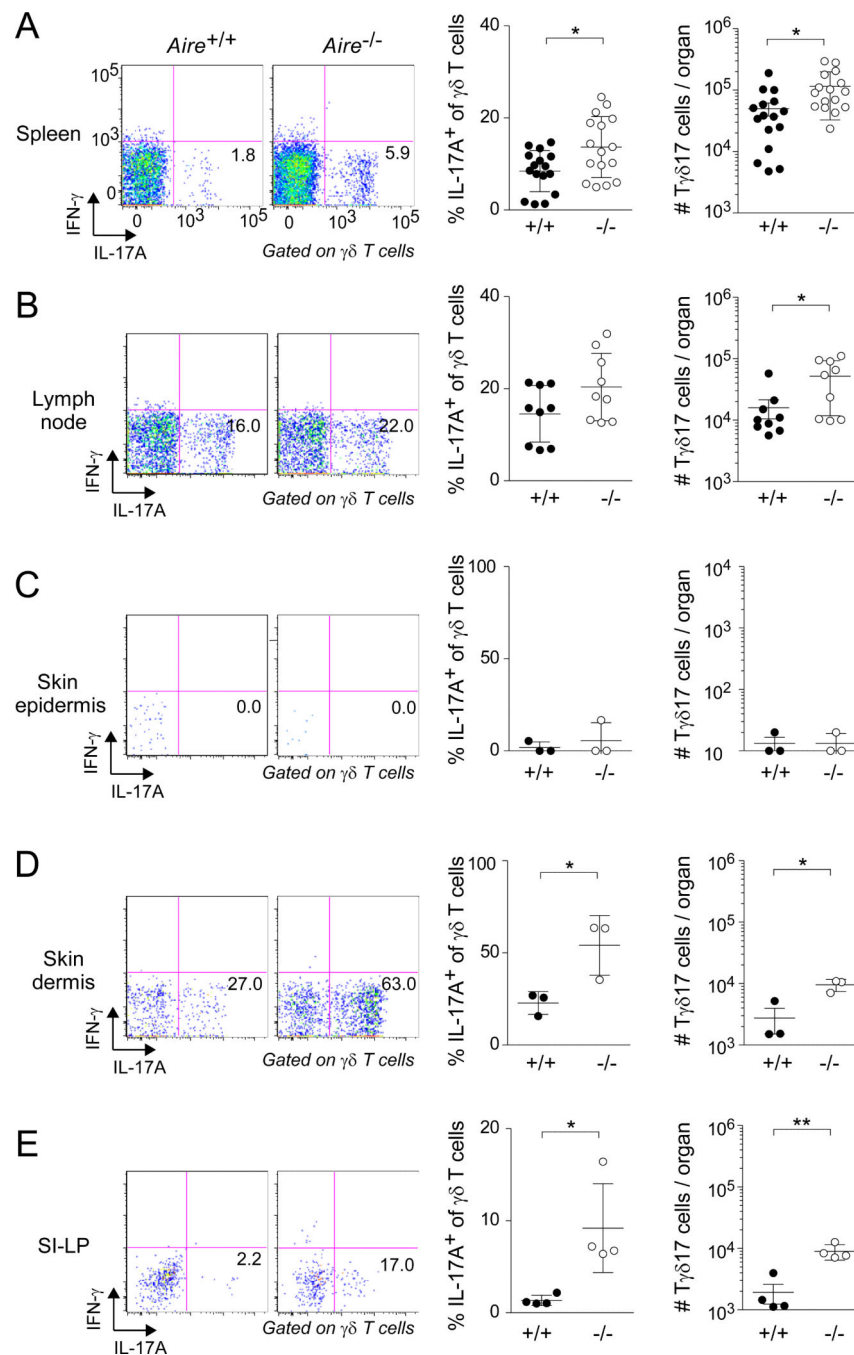 A
Aire+/+
Aire-/-
Spleen
10⁵
10³
0
1.8
5.9
0 10³ 10⁵
0 10³ 10⁵
IFN-γ
IL-17A
Gated on γδ T cells
% IL-17A⁺ of γδ T cells
40
20
0
*
+/+ -/-
# Tγδ17 cells / organ
10⁶
10⁵
10⁴
10³
*
+/+ -/-
B
Lymph
node
16.0
22.0
IFN-γ
IL-17A
Gated on γδ T cells
% IL-17A⁺ of γδ T cells
40
20
0
+/+ -/-
# Tγδ17 cells / organ
10⁶
10⁵
10⁴
10³
*
+/+ -/-
C
Skin
epidermis
0.0
0.0
IFN-γ
IL-17A
Gated on γδ T cells
% IL-17A⁺ of γδ T cells
100
50
0
+/+ -/-
# Tγδ17 cells / organ
10⁴
10³
10²
10
+/+ -/-
D
Skin
dermis
27.0
63.0
IFN-γ
IL-17A
Gated on γδ T cells
% IL-17A⁺ of γδ T cells
100
50
0
*
+/+ -/-
# Tγδ17 cells / organ
10⁶
10⁵
10⁴
10³
*
+/+ -/-
E
SI-LP
2.2
17.0
IFN-γ
IL-17A
Gated on γδ T cells
% IL-17A⁺ of γδ T cells
20
10
0
*
+/+ -/-
# Tγδ17 cells / organ
10⁶
10⁵
10⁴
10³
**
+/+ -/-